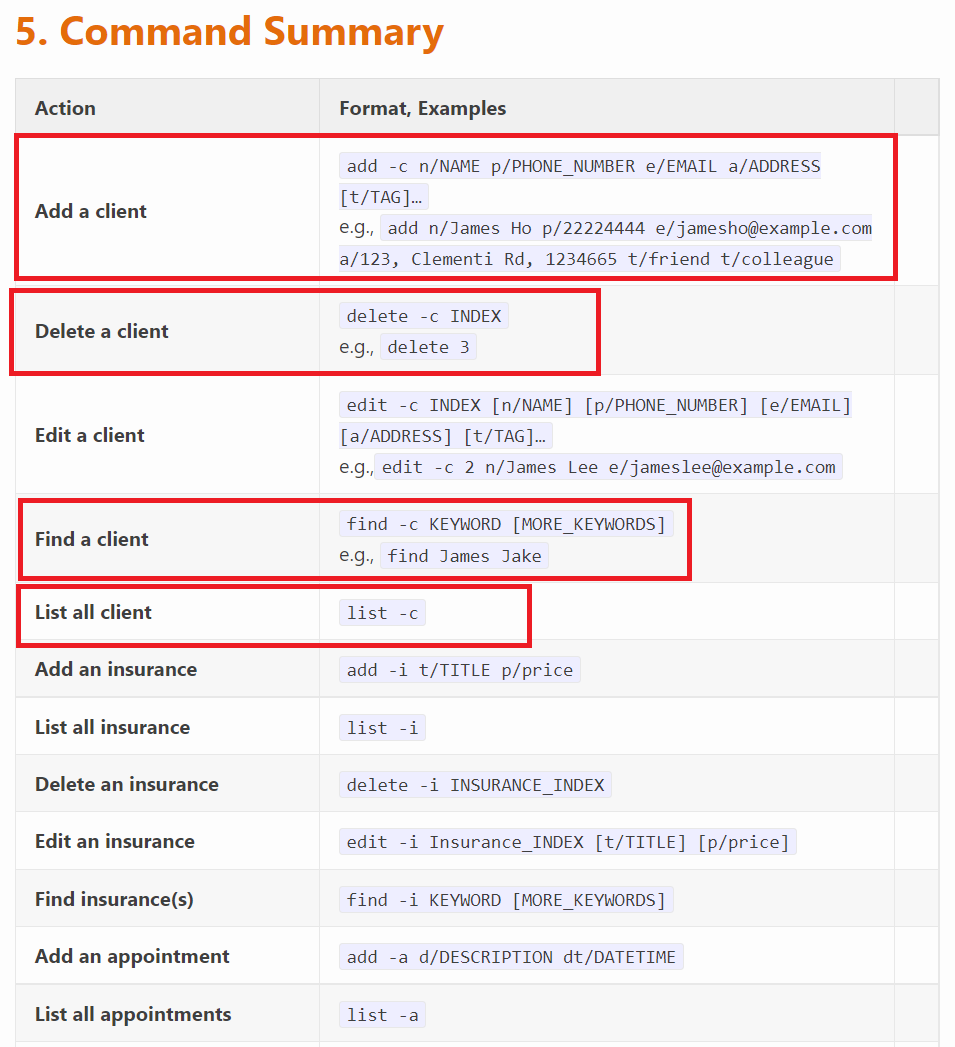 5. Command Summary
Action Format, Examples
Add a client add -c n/NAME p/PHONE_NUMBER e/EMAIL a/ADDRESS
[t/TAG]…
e.g., add n/James Ho p/22224444 e/jamesho@example.com
a/123, Clementi Rd, 1234665 t/friend t/colleague
Delete a client delete -c INDEX
e.g., delete 3
Edit a client edit -c INDEX [n/NAME] [p/PHONE_NUMBER] [e/EMAIL]
[a/ADDRESS] [t/TAG]…
e.g., edit -c 2 n/James Lee e/jameslee@example.com
Find a client find -c KEYWORD [MORE_KEYWORDS]
e.g., find James Jake
List all client list -c
Add an insurance add -i t/TITLE p/price
List all insurance list -i
Delete an insurance delete -i INSURANCE_INDEX
Edit an insurance edit -i Insurance_INDEX [t/TITLE] [p/price]
Find insurance(s) find -i KEYWORD [MORE_KEYWORDS]
Add an appointment add -a d/DESCRIPTION dt/DATETIME
List all appointments list -a